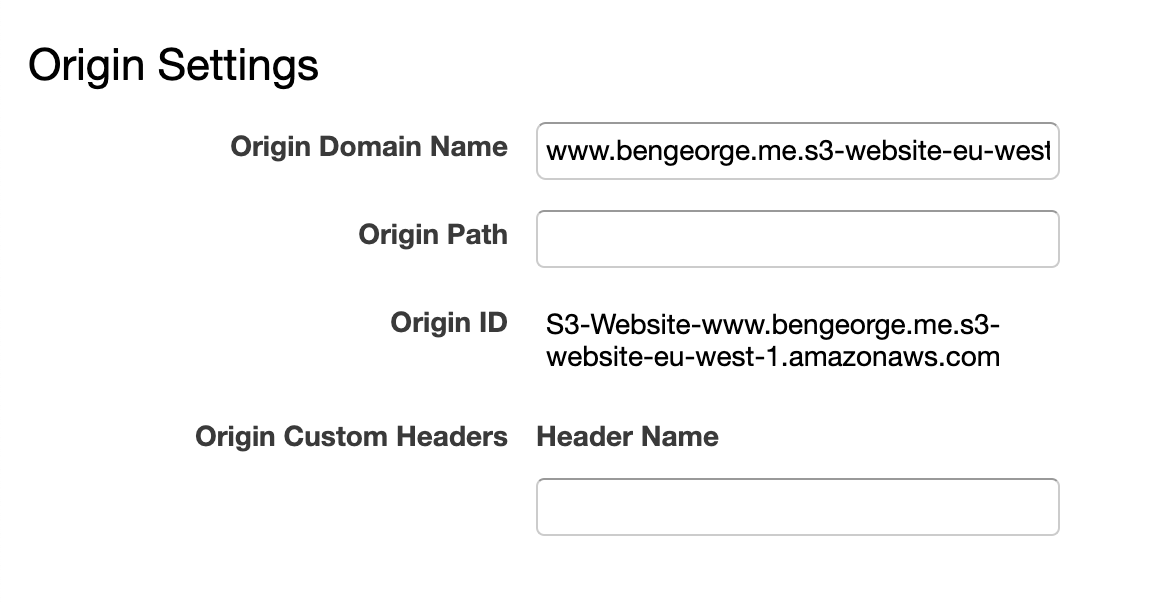 Origin Settings
Origin Domain Name www.bengeorge.me.s3-website-eu-west
Origin Path
Origin ID S3-Website-www.bengeorge.me.s3-
website-eu-west-1.amazonaws.com
Origin Custom Headers Header Name